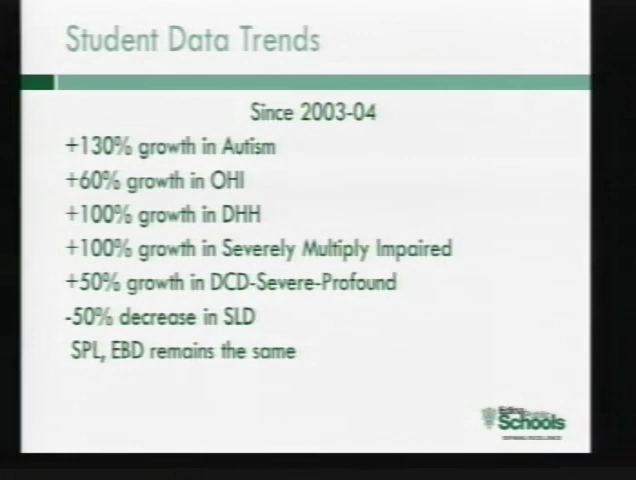 Student Data Trends
Since 2003-04
+130% growth in Autism
+60% growth in OHI
+100% growth in DHH
+100% growth in Severely Multiply Impaired
+50% growth in DCD-Severe-Profound
-50% decrease in SLD
SPL, EBD remains the same
Public
Schools